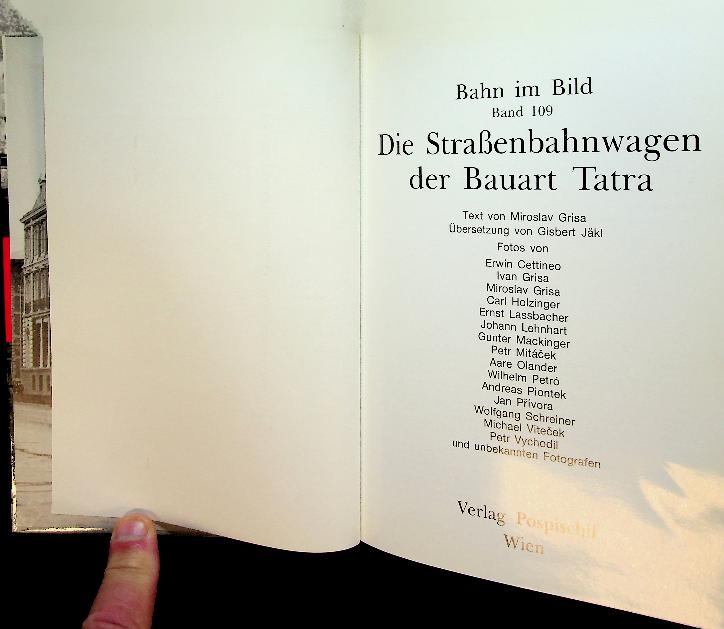 Bahn im Bild
Band 109
Die Straßenbahnwagen
der Bauart Tatra
Text von Miroslav Grisa
Übersetzung von Gisbert Jäkl
Fotos von
Erwin Cettineo
Ivan Grisa
Miroslav Grisa
Carl Holzinger
Ernst Lassbacher
Johann Lehnhart
Gunter Mackinger
Petr Mitáček
Aare Olander
Wilhelm Petró
Andreas Piontek
Jan Přívora
Wolfgang Schreiner
Michael Viteček
Petr Vychodil
und unbekannten Fotografen
Verlag Pospischil
Wien